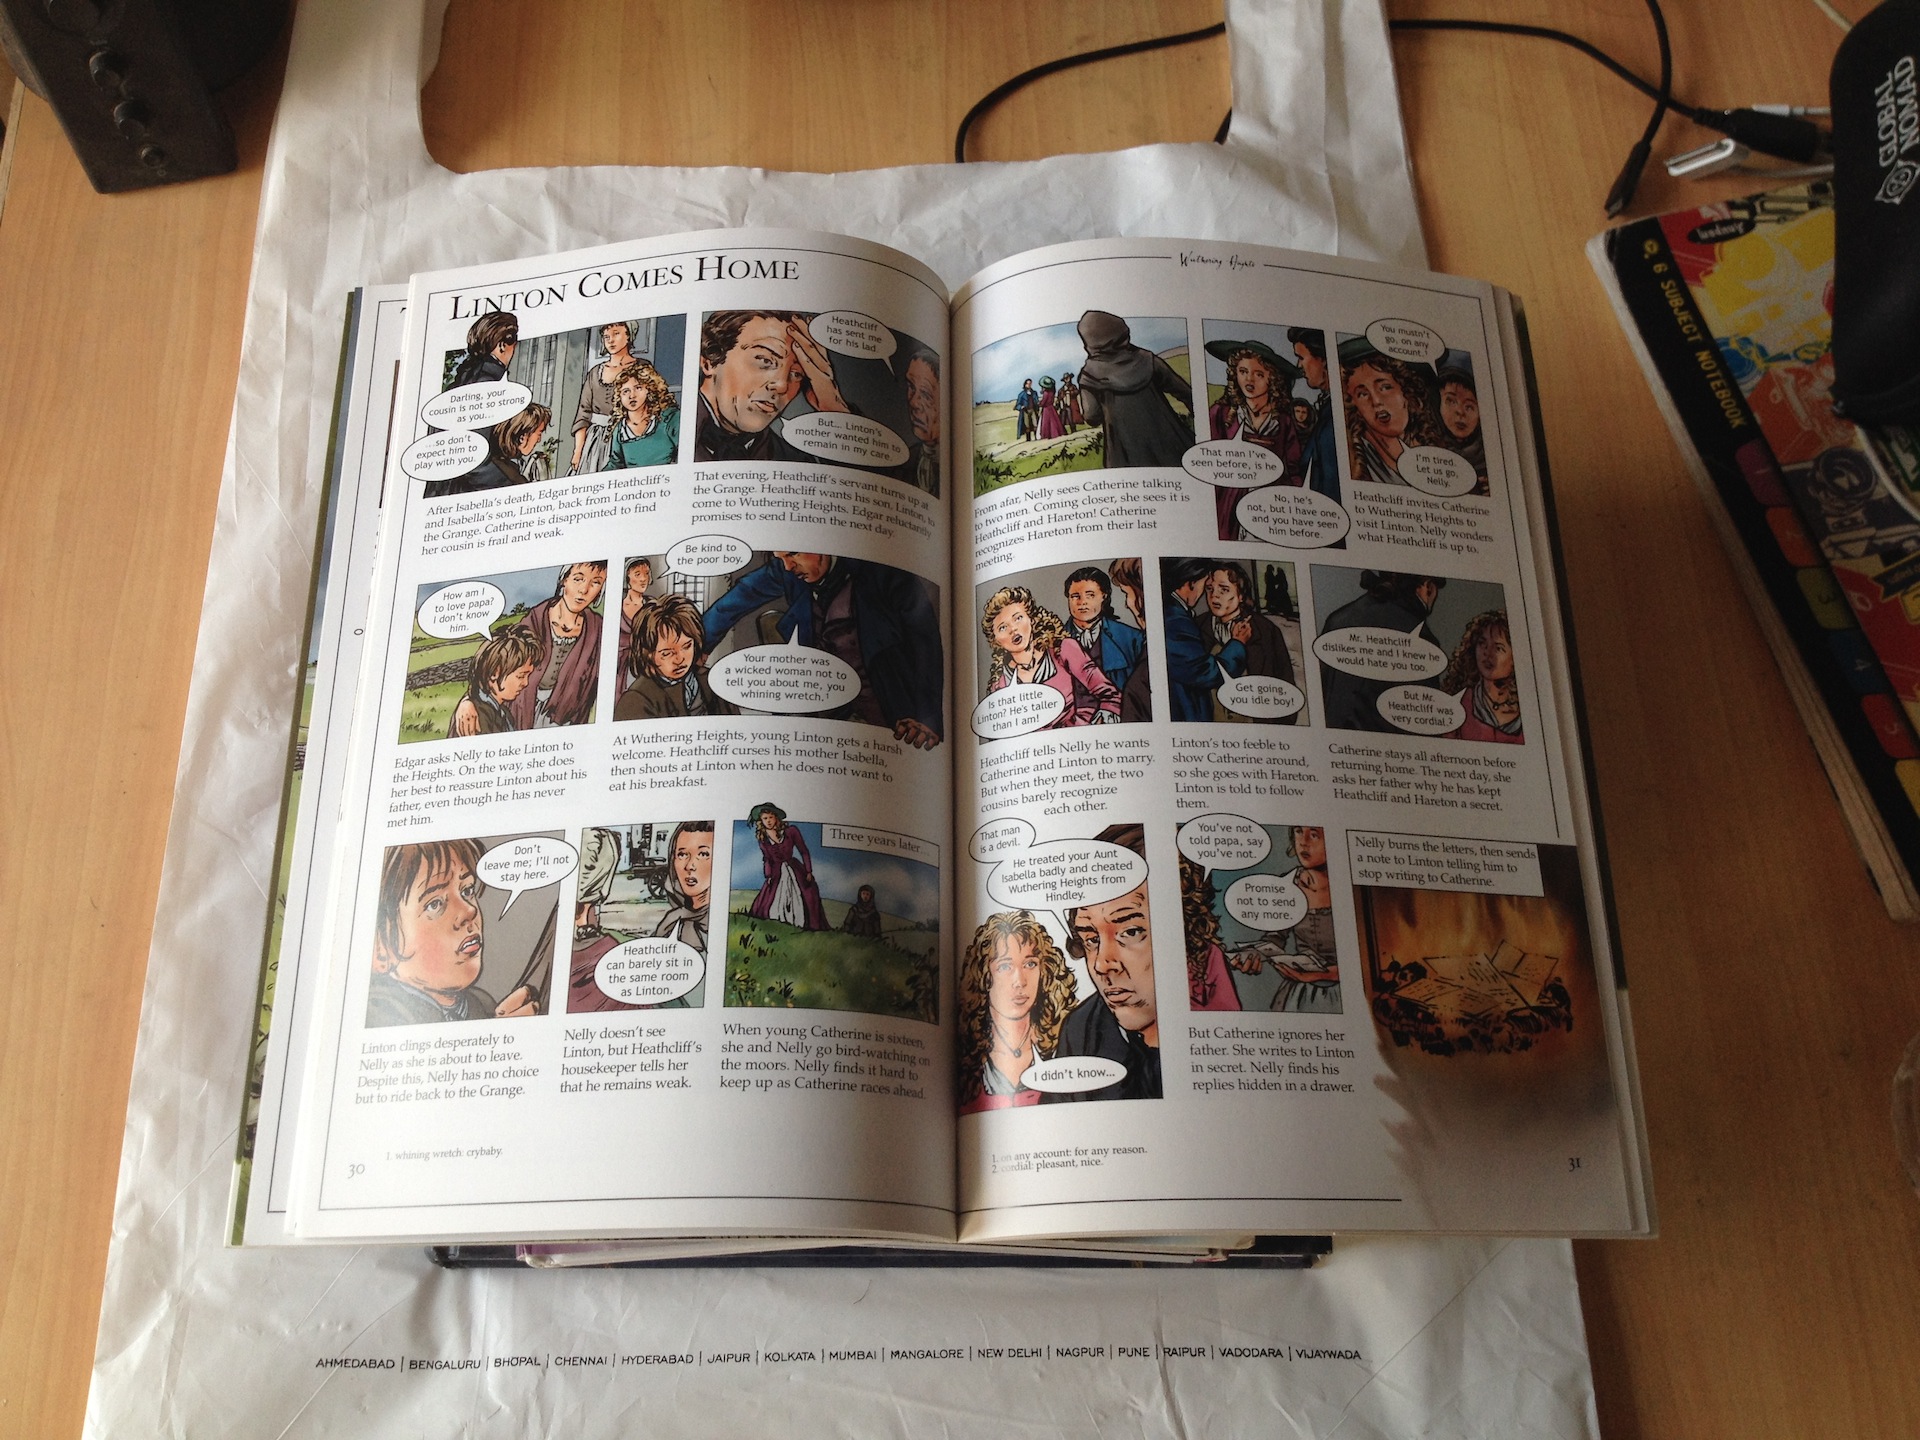 LINTON COMES HOME
Darling, your
cousin is not so strong
as you...
...so don't
expect him to
play with you.
After Isabella's death, Edgar brings Heathcliff's
and Isabella's son, Linton, back from London to
the Grange. Catherine is disappointed to find
her cousin is frail and weak.
Heathcliff
has sent me
for his lad.
But... Linton's
mother wanted him to
remain in my care.
That evening, Heathcliff's servant turns up at
the Grange. Heathcliff wants his son, Linton, to
come to Wuthering Heights. Edgar reluctantly
promises to send Linton the next day.
How am I
to love papa?
I don't know
him.
Edgar asks Nelly to take Linton to
the Heights. On the way, she does
her best to reassure Linton about his
father, even though he has never
met him.
Be kind to
the poor boy.
Your mother was
a wicked woman not to
tell you about me, you
whining wretch.1
At Wuthering Heights, young Linton gets a harsh
welcome. Heathcliff curses his mother Isabella,
then shouts at Linton when he does not want to
eat his breakfast.
Don't
leave me; I'll not
stay here.
Linton clings desperately to
Nelly as she is about to leave.
Despite this, Nelly has no choice
but to ride back to the Grange.
Heathcliff
can barely sit in
the same room
as Linton.
Nelly doesn't see
Linton, but Heathcliff's
housekeeper tells her
that he remains weak.
Three years later...
When young Catherine is sixteen,
she and Nelly go bird-watching on
the moors. Nelly finds it hard to
keep up as Catherine races ahead.
1. whining wretch: crybaby.
30
Wuthering Heights
From afar, Nelly sees Catherine talking
to two men. Coming closer, she sees it is
Heathcliff and Hareton! Catherine
recognizes Hareton from their last
meeting.
That man I've
seen before, is he
your son?
No, he's
not, but I have one,
and you have seen
him before.
You mustn't
go, on any
account.1
I'm tired.
Let us go,
Nelly.
Heathcliff invites Catherine
to Wuthering Heights to
visit Linton. Nelly wonders
what Heathcliff is up to.
Is that little
Linton? He's taller
than I am!
Heathcliff tells Nelly he wants
Catherine and Linton to marry.
But when they meet, the two
cousins barely recognize
each other.
Get going,
you idle boy!
Linton's too feeble to
show Catherine around,
so she goes with Hareton.
Linton is told to follow
them.
Mr. Heathcliff
dislikes me and I knew he
would hate you too.
But Mr.
Heathcliff was
very cordial.2
Catherine stays all afternoon before
returning home. The next day, she
asks her father why he has kept
Heathcliff and Hareton a secret.
That man
is a devil.
He treated your Aunt
Isabella badly and cheated
Wuthering Heights from
Hindley.
I didn't know...
You've not
told papa, say
you've not.
Promise
not to send
any more.
But Catherine ignores her
father. She writes to Linton
in secret. Nelly finds his
replies hidden in a drawer.
Nelly burns the letters, then sends
a note to Linton telling him to
stop writing to Catherine.
1. on any account: for any reason.
2. cordial: pleasant, nice.
31
AHMEDABAD | BENGALURU | BHOPAL | CHENNAI | HYDERABAD | JAIPUR | KOLKATA | MUMBAI | MANGALORE | NEW DELHI | NAGPUR | PUNE | RAIPUR | VADODARA | VIJAYWADA
GLOBAL
NOMAD
6 SUBJECT NOTEBOOK
1
2
3
4
5